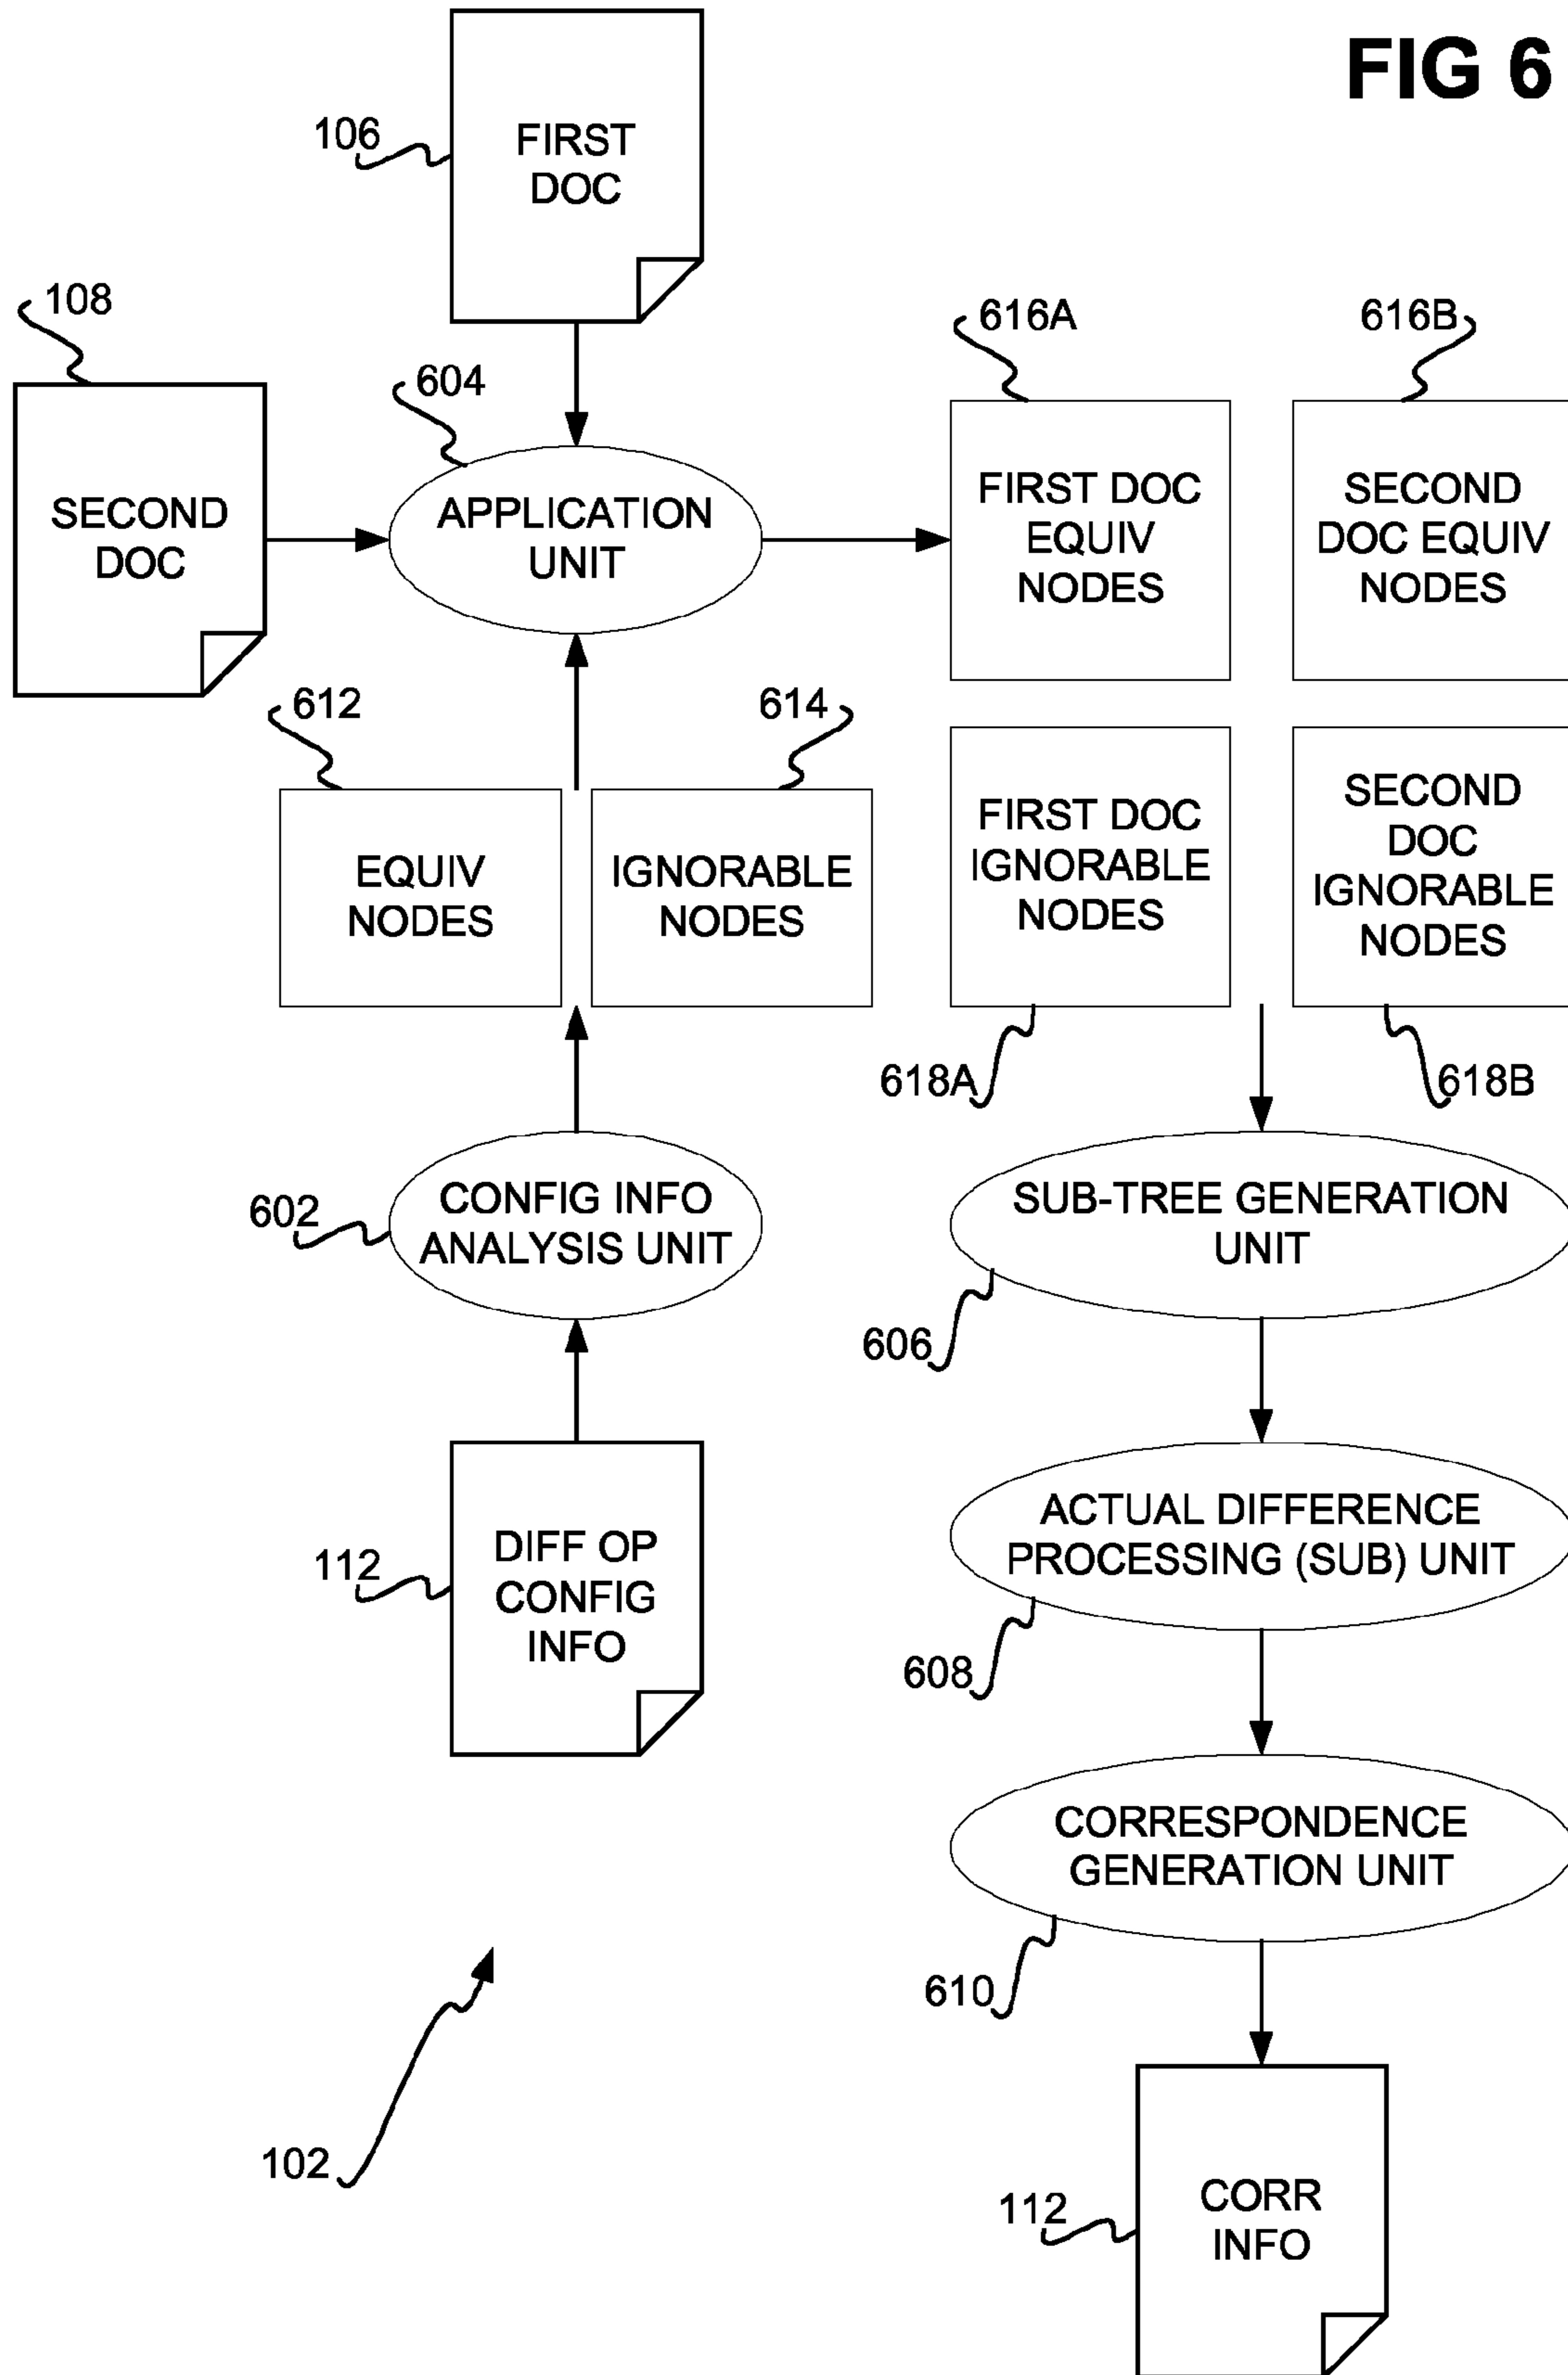 FIG 6
106
FIRST
DOC
108
SECOND
DOC
604
APPLICATION
UNIT
616A
616B
FIRST DOC
EQUIV
NODES
SECOND
DOC EQUIV
NODES
612
614
EQUIV
NODES
IGNORABLE
NODES
FIRST DOC
IGNORABLE
NODES
SECOND
DOC
IGNORABLE
NODES
618A
618B
602
CONFIG INFO
ANALYSIS UNIT
SUB-TREE GENERATION
UNIT
606
112
DIFF OP
CONFIG
INFO
ACTUAL DIFFERENCE
PROCESSING (SUB) UNIT
608
CORRESPONDENCE
GENERATION UNIT
610
102
112
CORR
INFO